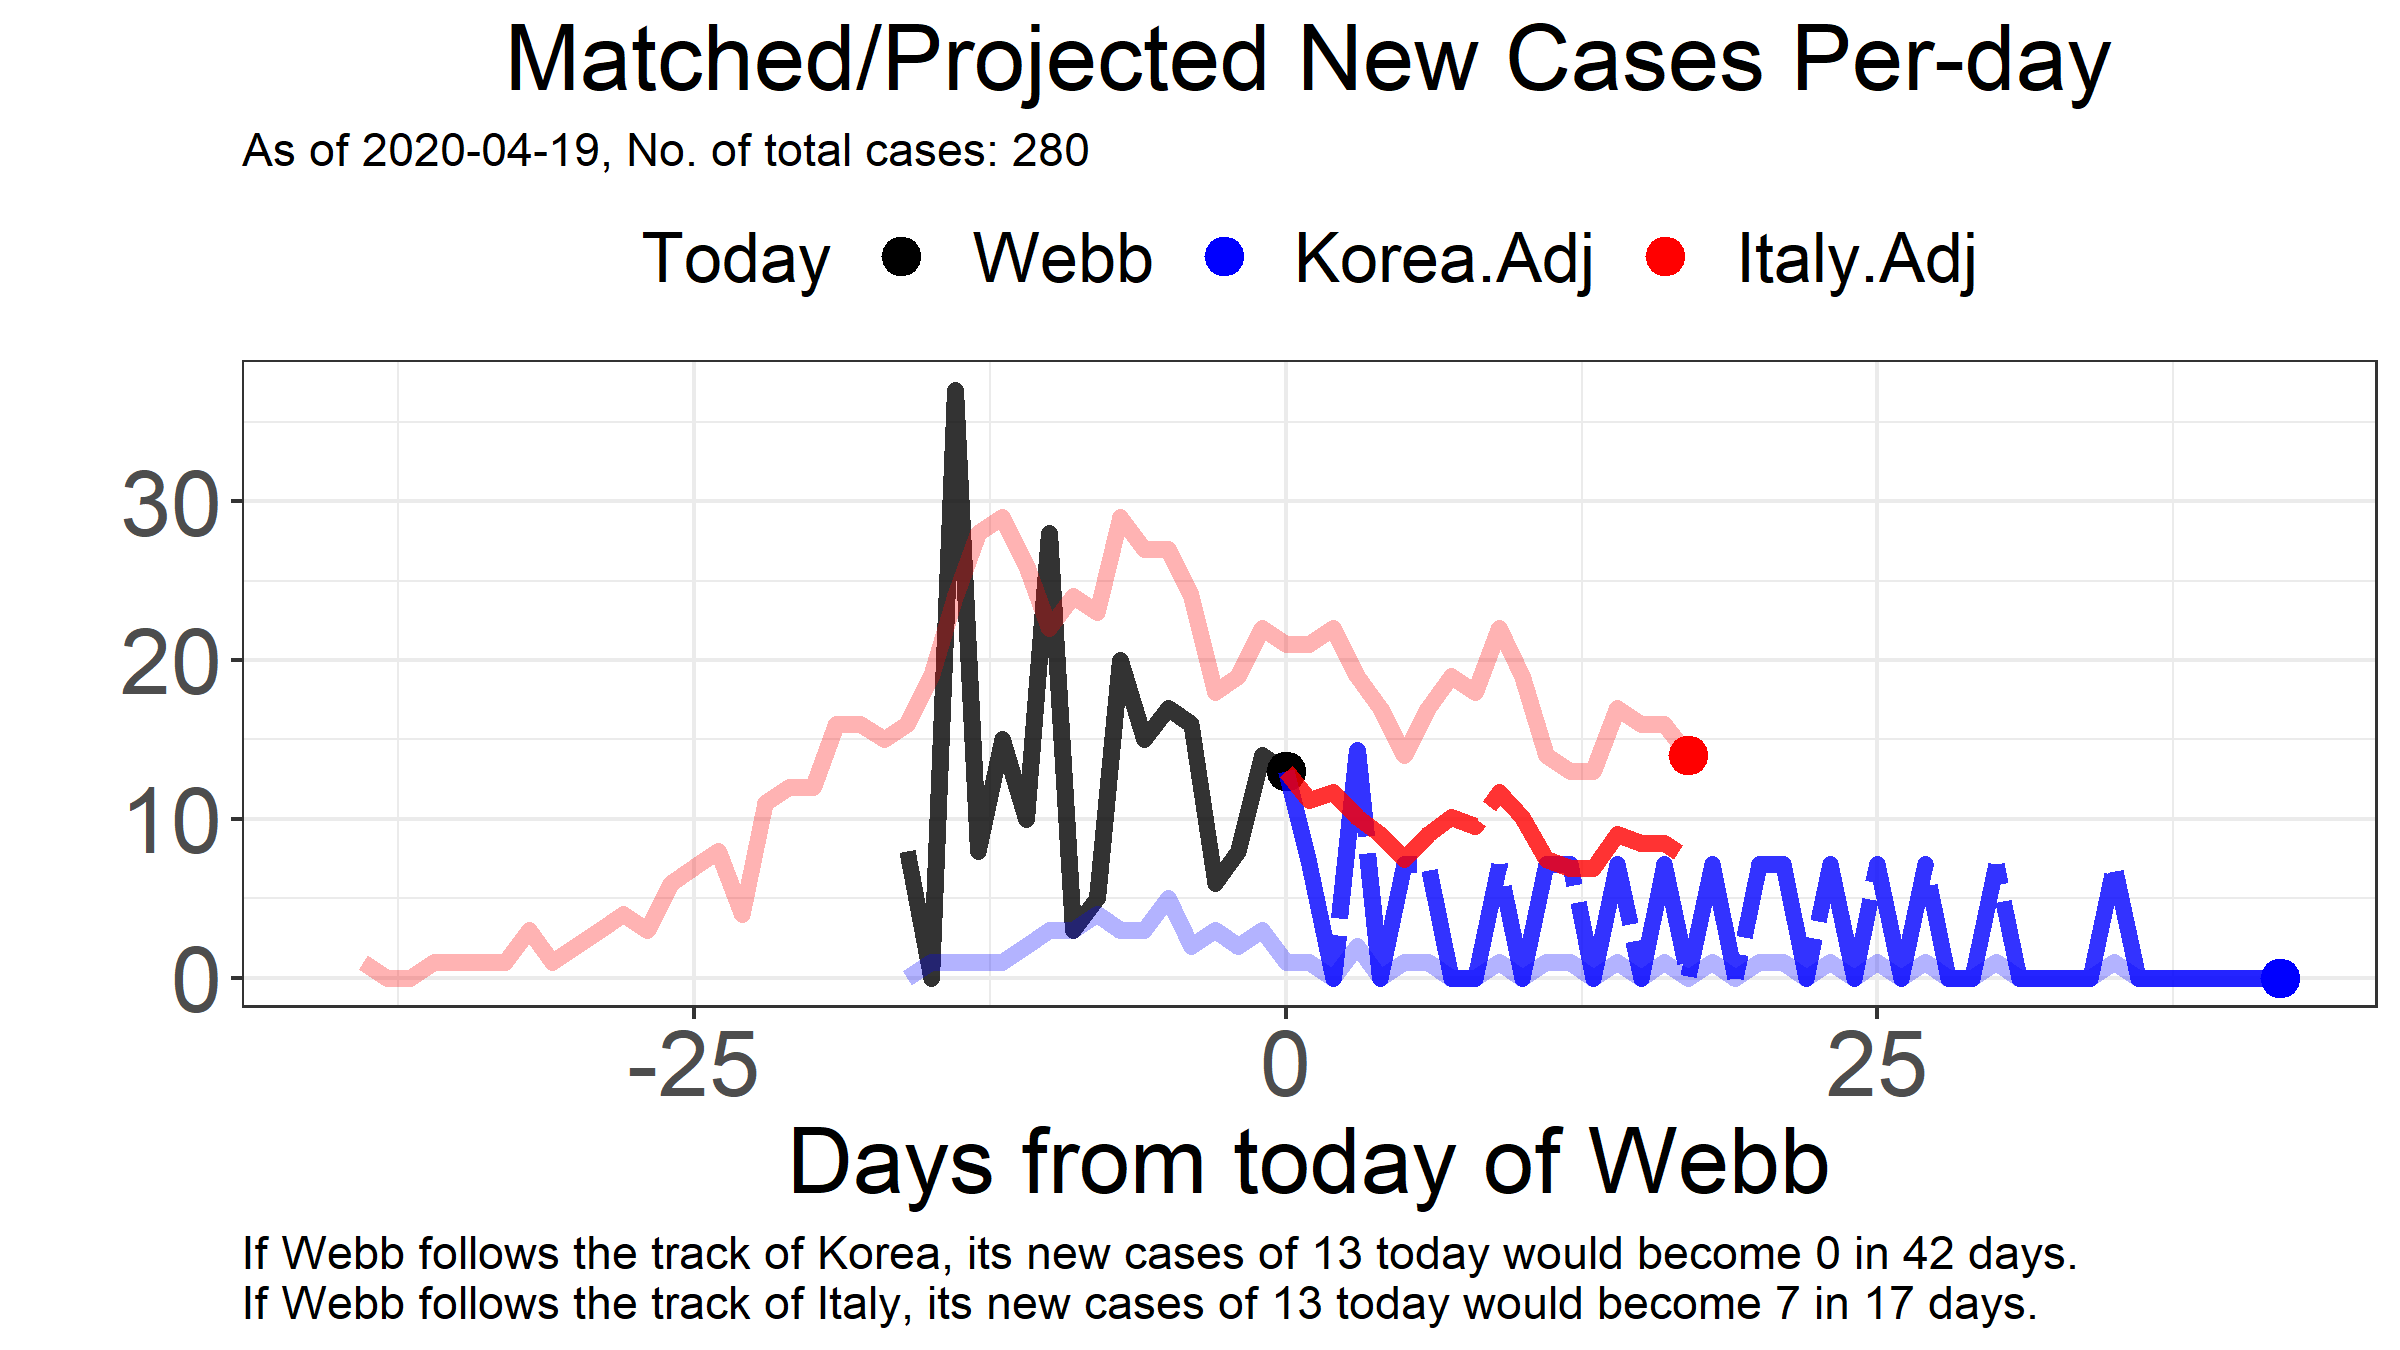 Matched/Projected New Cases Per-day
As of 2020-04-19, No. of total cases: 280
Today Webb Korea.Adj Italy.Adj
30
20
10
0
-25 0 25
Days from today of Webb
If Webb follows the track of Korea, its new cases of 13 today would become 0 in 42 days.
If Webb follows the track of Italy, its new cases of 13 today would become 7 in 17 days.